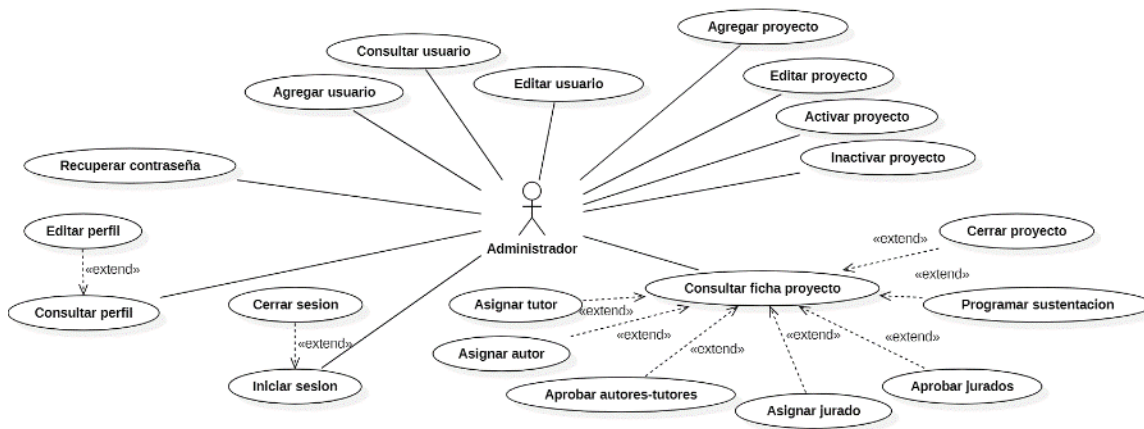 Agregar proyecto
Consultar usuario
Editar usuario
Editar proyecto
Agregar usuario
Activar proyecto
Inactivar proyecto
Recuperar contraseña
Administrador
Editar perfil
Cerrar proyecto
«extend»
«extend»
«extend»
Consultar ficha proyecto
Cerrar sesion
Asignar tutor
Programar sustentacion
Consultar perfil
«extend»
«extend»
«extend»
«extend»
«extend»
«extend»
Asignar autor
Iniciar sesion
Aprobar autores-tutores
Aprobar jurados
Asignar jurado